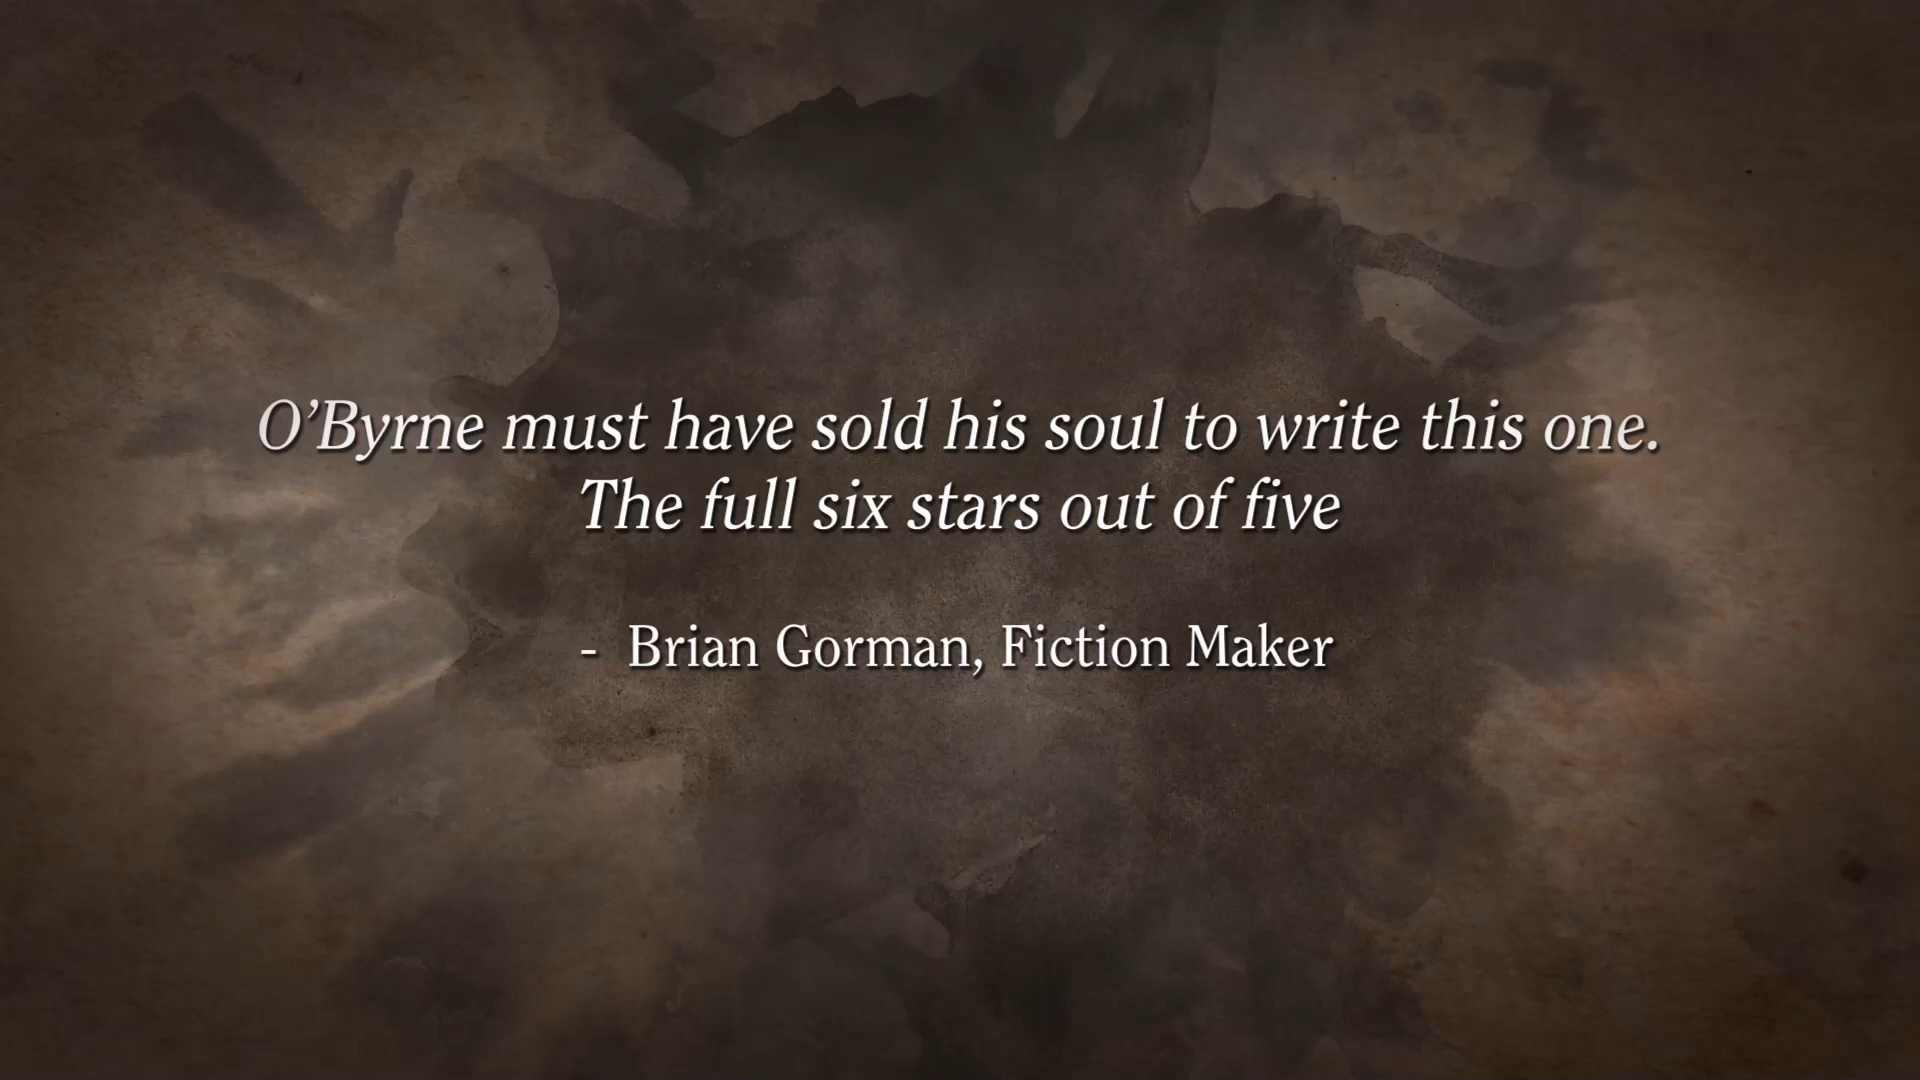 O’Byrne must have sold his soul to write this one.
The full six stars out of five
- Brian Gorman, Fiction Maker